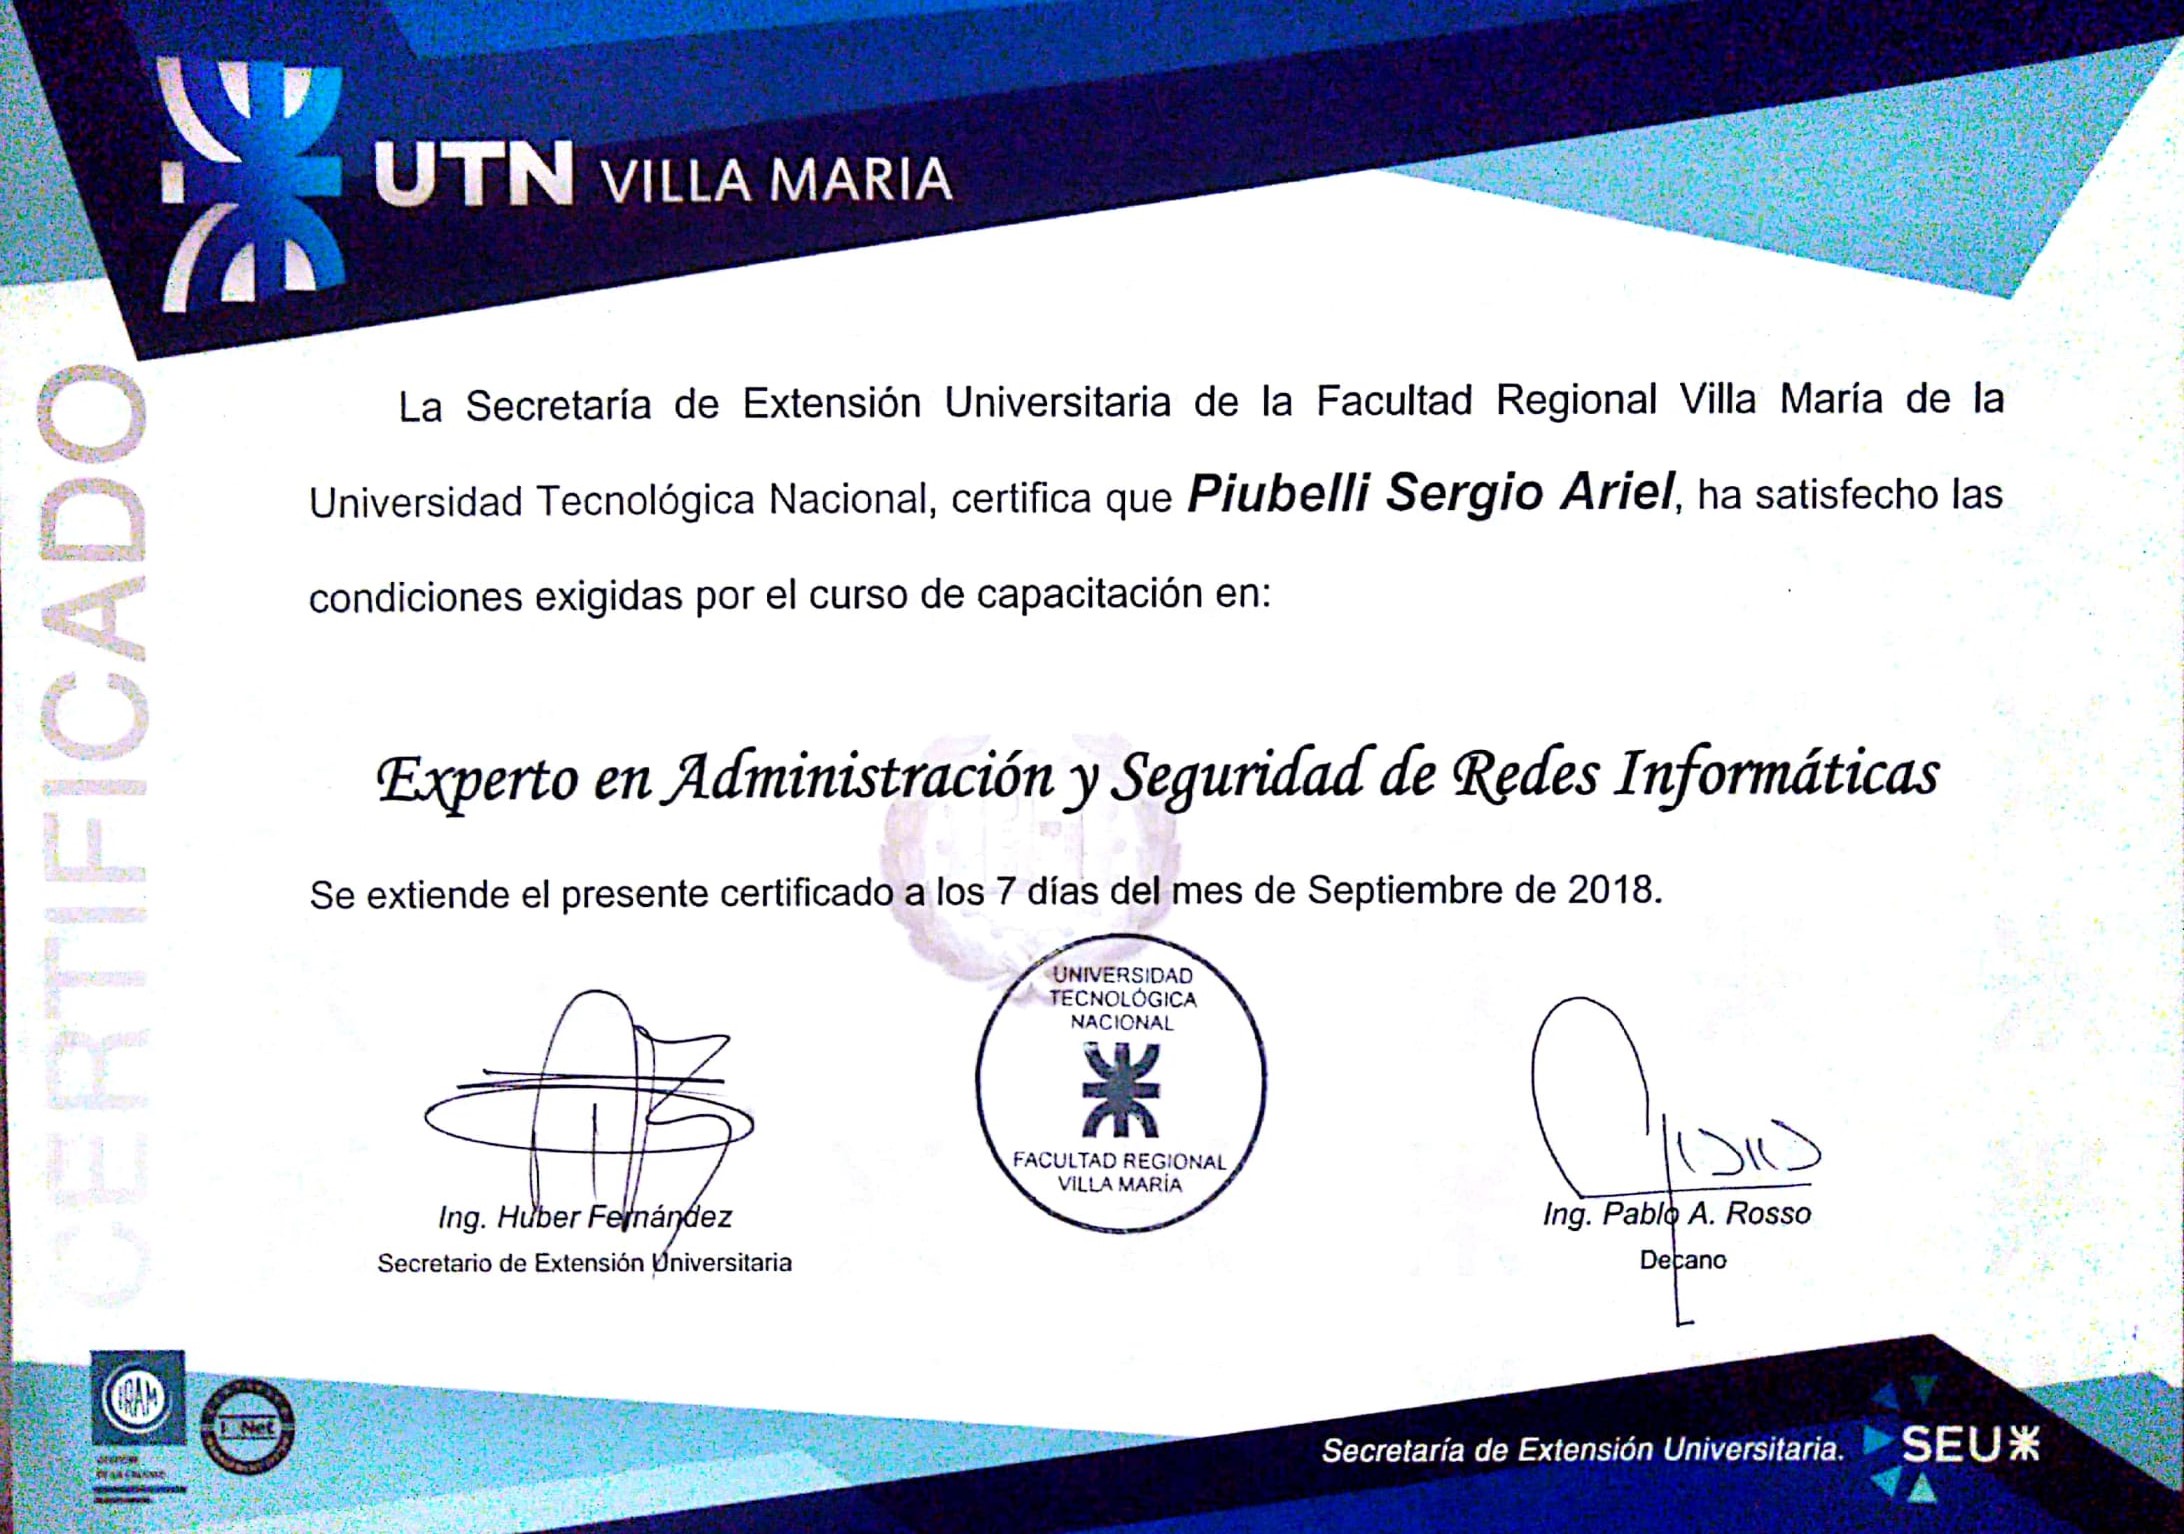 UTN VILLA MARIA
CERTIFICADO
La Secretaría de Extensión Universitaria de la Facultad Regional Villa María de la
Universidad Tecnológica Nacional, certifica que Piubelli Sergio Ariel, ha satisfecho las
condiciones exigidas por el curso de capacitación en:
Experto en Administración y Seguridad de Redes Informáticas
Se extiende el presente certificado a los 7 días del mes de Septiembre de 2018.
UNIVERSIDAD
TECNOLÓGICA
NACIONAL
FACULTAD REGIONAL
VILLA MARÍA
Ing. Huber Fernández
Secretario de Extensión Universitaria
Ing. Pablo A. Rosso
Decano
IRAM
Net
Secretaría de Extensión Universitaria.
SEU